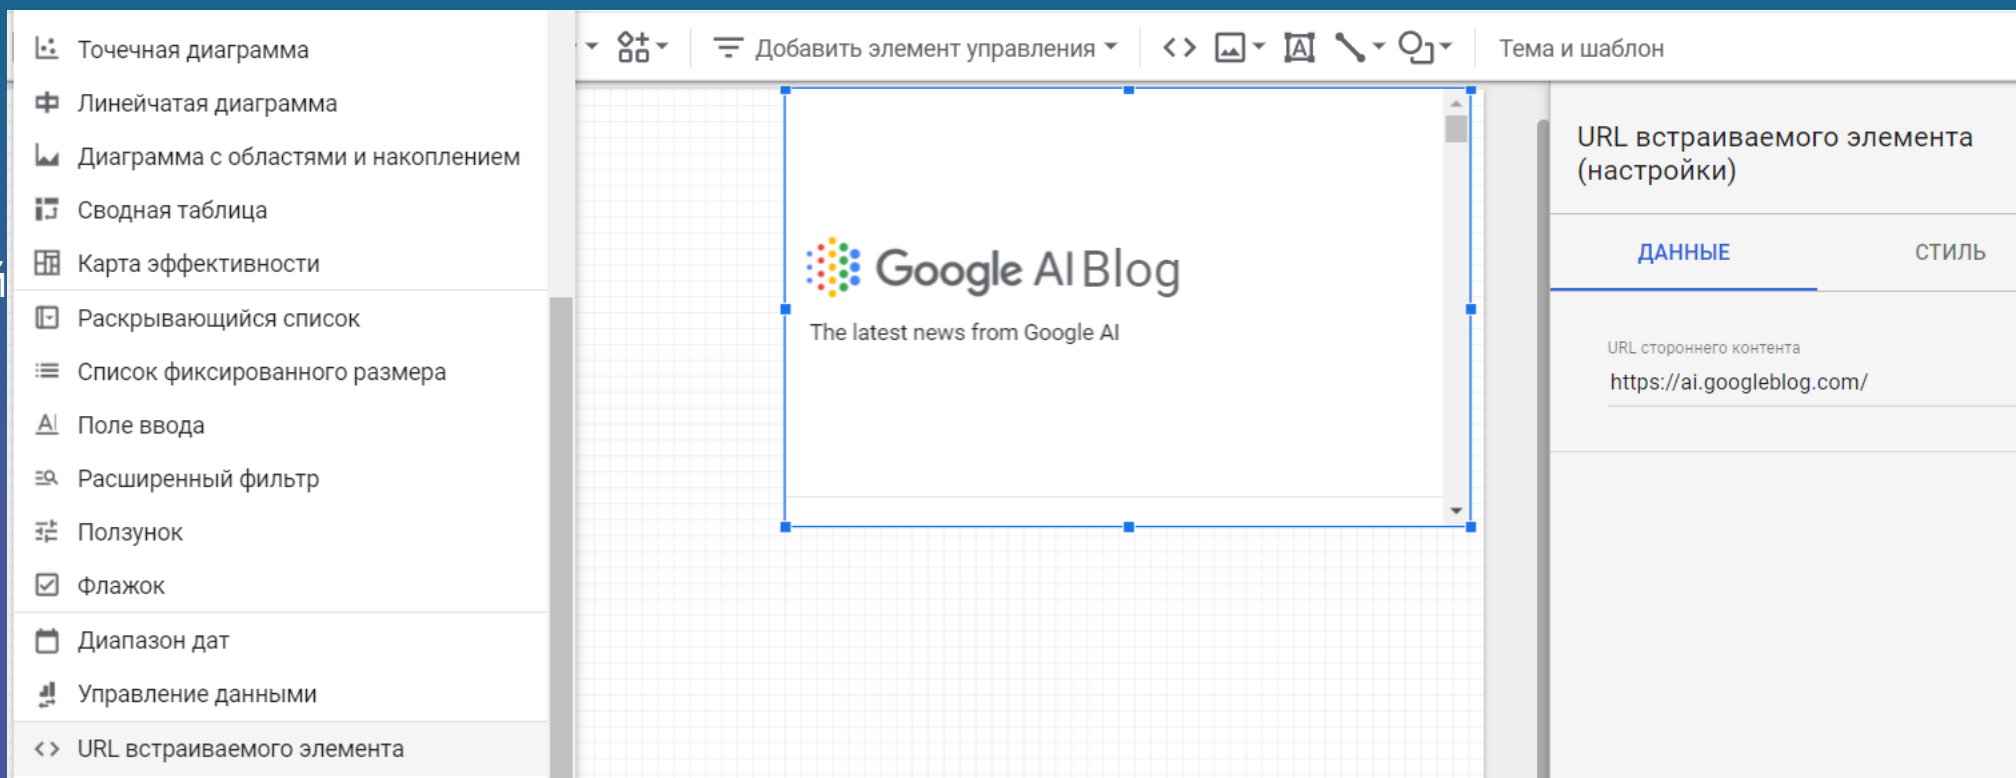 Точечная диаграмма
Линейчатая диаграмма
Диаграмма с областями и накоплением
Сводная таблица
Карта эффективности
Раскрывающийся список
Список фиксированного размера
Поле ввода
Расширенный фильтр
Ползунок
Флажок
Диапазон дат
Управление данными
URL встраиваемого элемента
Добавить элемент управления
Тема и шаблон
Google AI Blog
The latest news from Google AI
URL встраиваемого элемента
(настройки)
ДАННЫЕ
СТИЛЬ
URL стороннего контента
https://ai.googleblog.com/